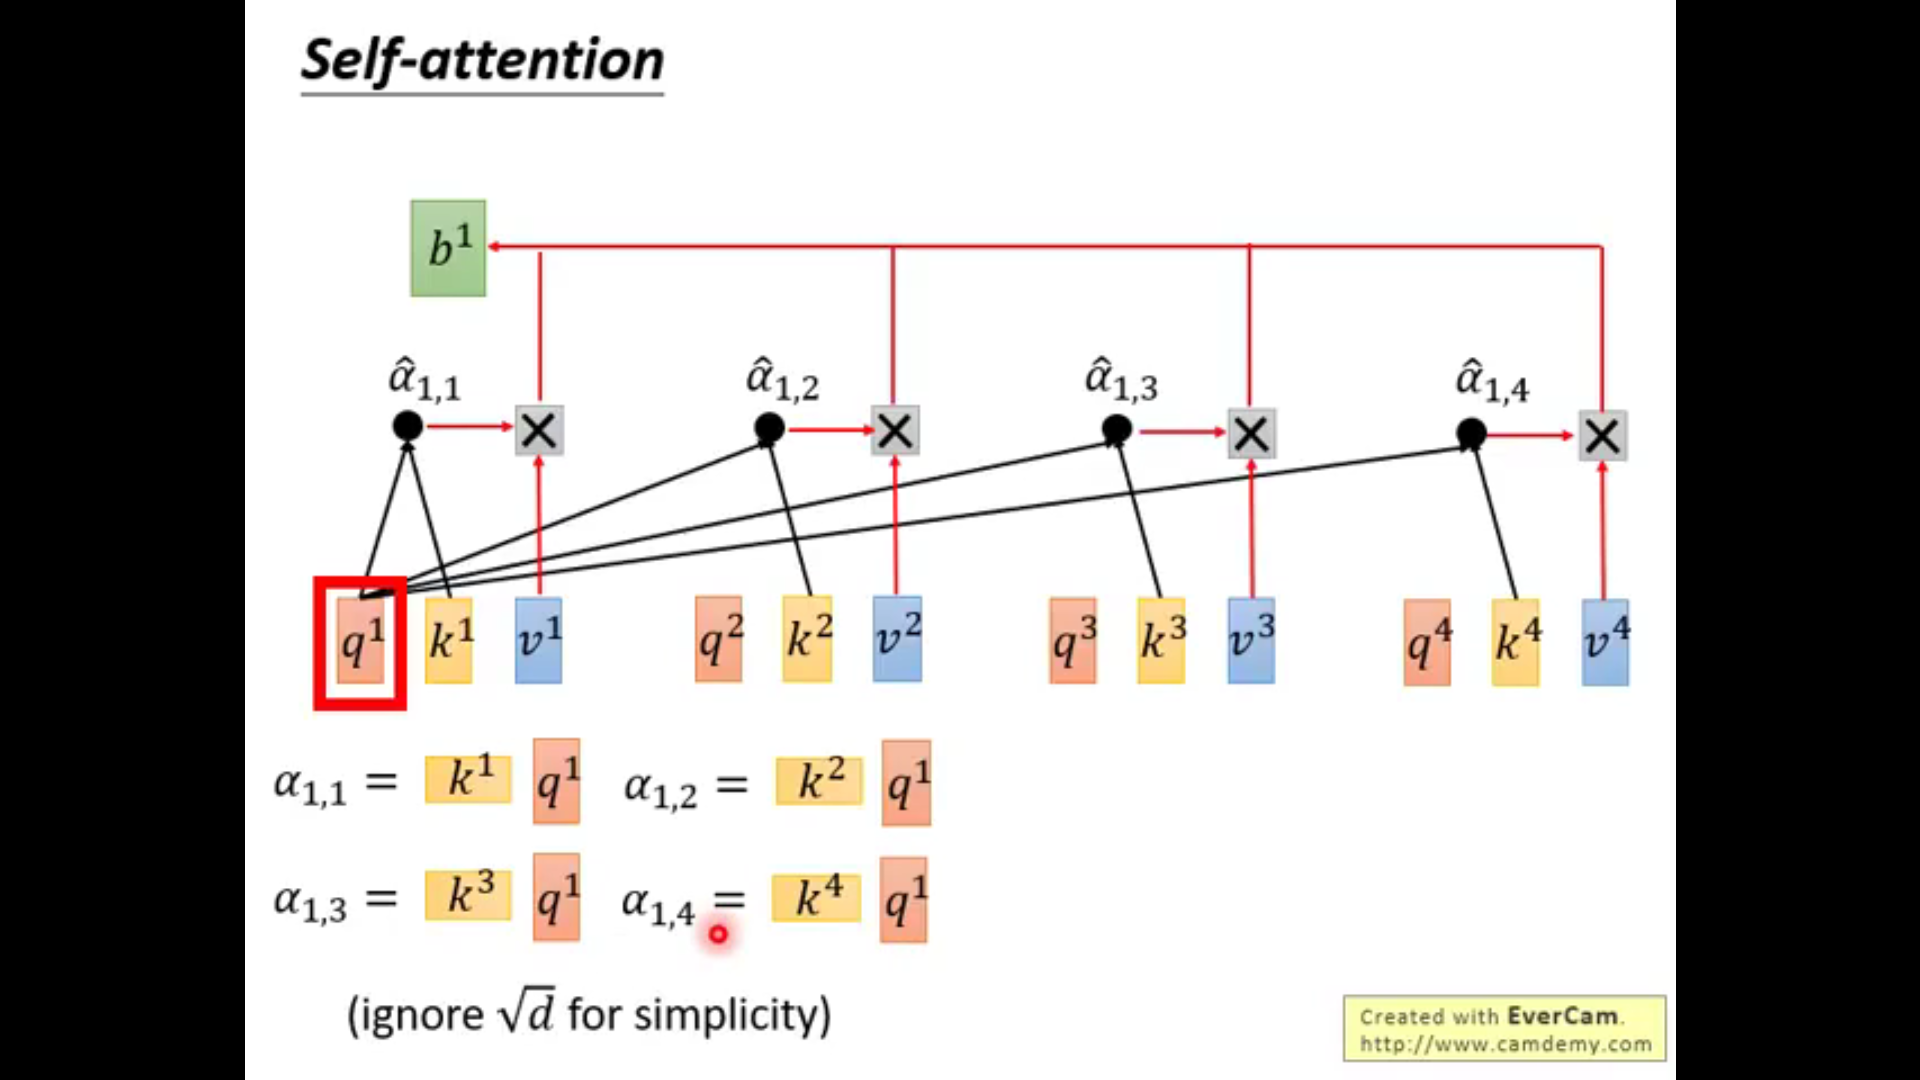 Self-attention
b¹
α̂₁,₁ α̂₁,₂ α̂₁,₃ α̂₁,₄
q¹ k¹ v¹ q² k² v² q³ k³ v³ q⁴ k⁴ v⁴
α₁,₁ = k¹ q¹ α₁,₂ = k² q¹
α₁,₃ = k³ q¹ α₁,₄ = k⁴ q¹
(ignore √d for simplicity)
Created with EverCam.
http://www.camdemy.com